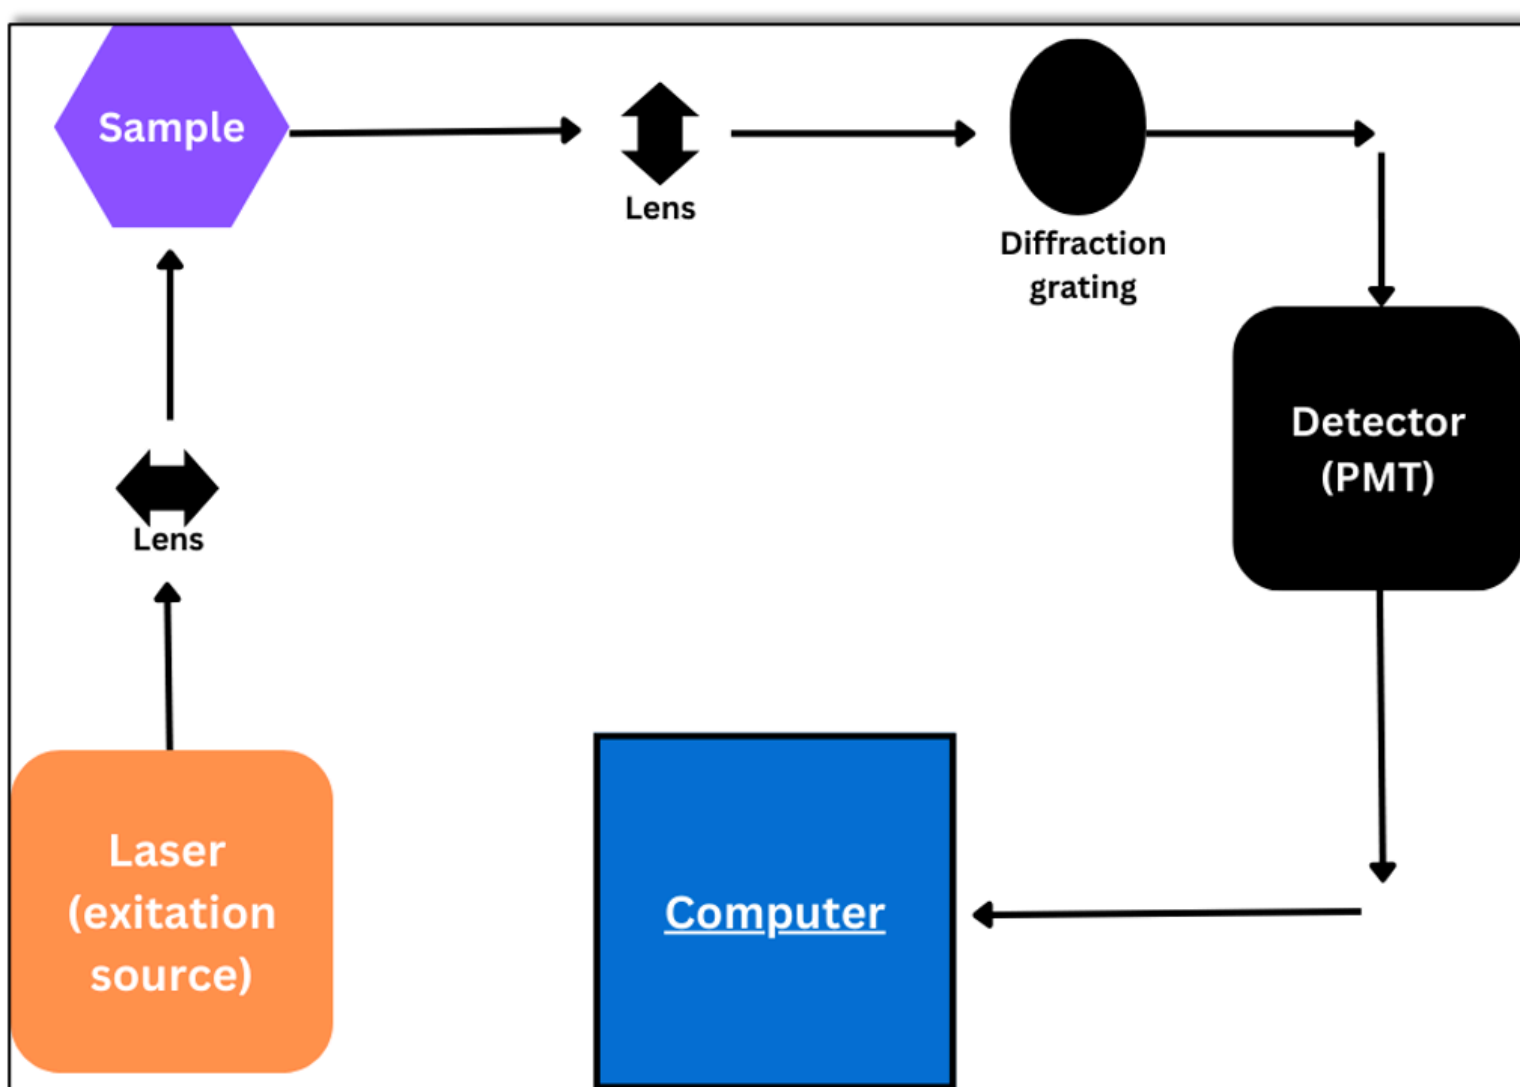 Sample
Lens
Diffraction
grating
Detector
(PMT)
Lens
Laser
(exitation
source)
Computer